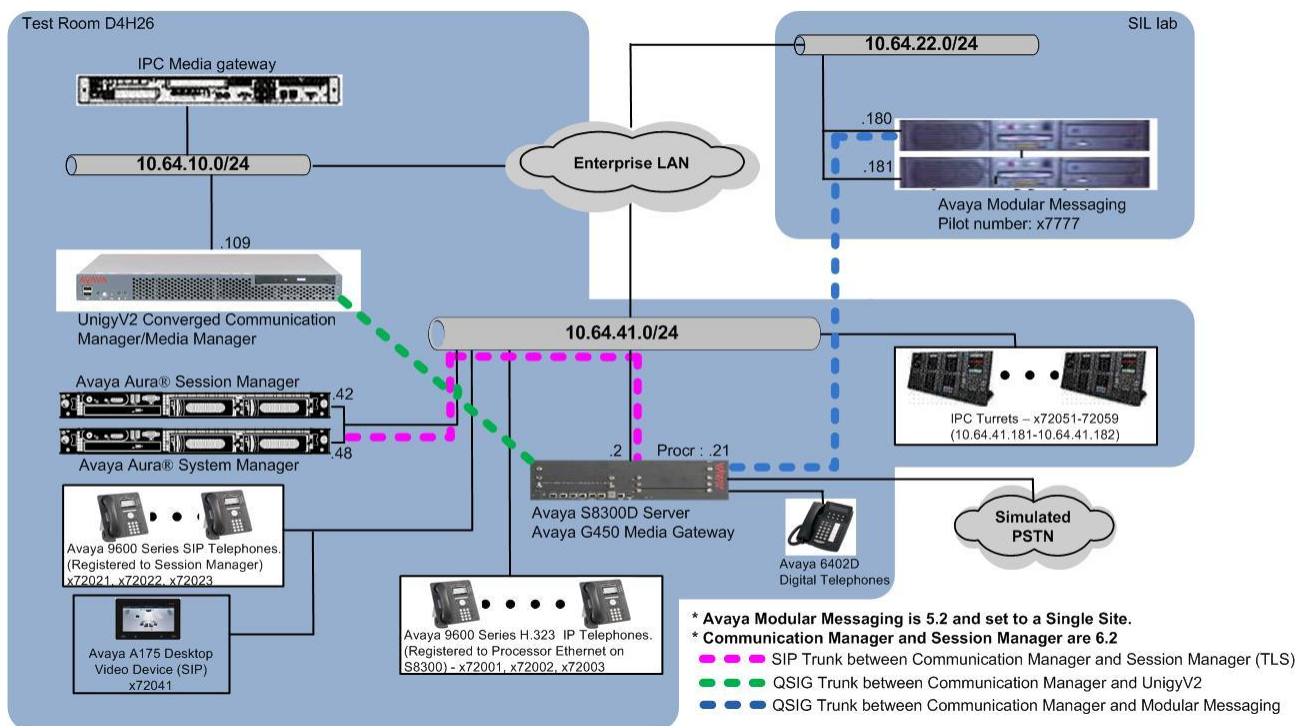 Test Room D4H26
SIL lab
10.64.22.0/24
IPC Media gateway
.180
10.64.10.0/24
Enterprise LAN
.181
Avaya Modular Messaging
Pilot number: x7777
.109
AVAYA
UnigyV2 Converged Communication
Manager/Media Manager
10.64.41.0/24
Avaya Aura® Session Manager
.42
IPC Turrets – x72051-72059
(10.64.41.181-10.64.41.182)
.48
Avaya Aura® System Manager
.2
Procr : .21
AVAYA
Avaya S8300D Server
Avaya G450 Media Gateway
Simulated
PSTN
Avaya 9600 Series SIP Telephones.
(Registered to Session Manager)
x72021, x72022, x72023
Avaya 6402D
Digital Telephones
Avaya 9600 Series H.323 IP Telephones.
(Registered to Processor Ethernet on
S8300) - x72001, x72002, x72003
Avaya A175 Desktop
Video Device (SIP)
x72041
* Avaya Modular Messaging is 5.2 and set to a Single Site.
* Communication Manager and Session Manager are 6.2
SIP Trunk between Communication Manager and Session Manager (TLS)
QSIG Trunk between Communication Manager and UnigyV2
QSIG Trunk between Communication Manager and Modular Messaging